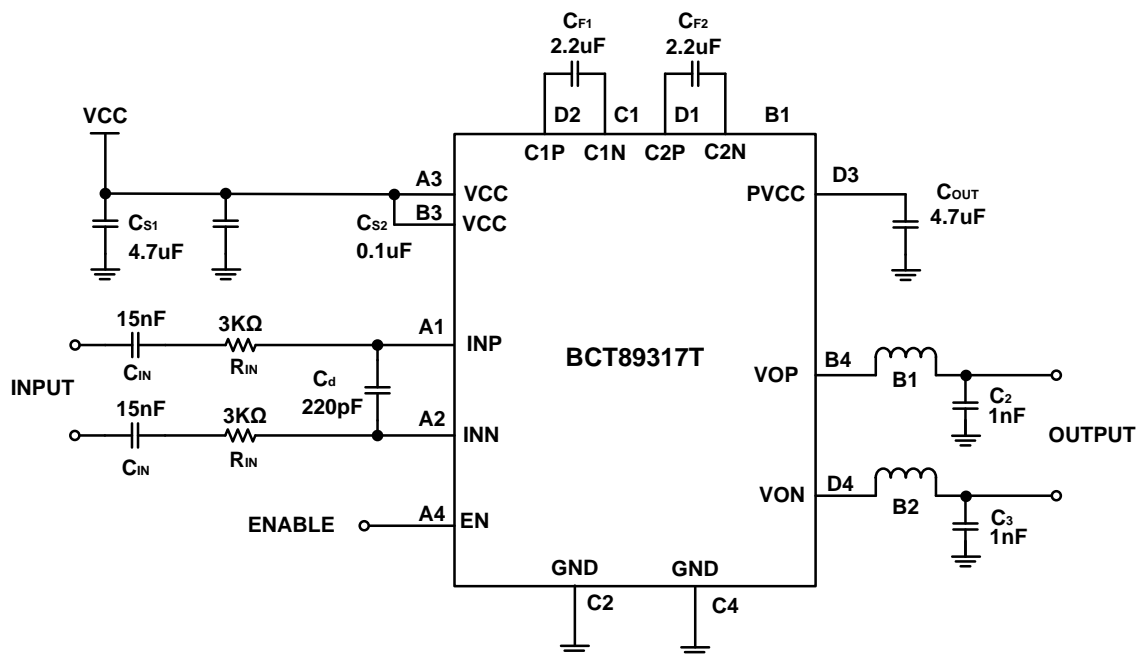 CF1
2.2uF
CF2
2.2uF
VCC
D2
C1
D1
B1
C1P
C1N
C2P
C2N
A3
VCC
B3
VCC
PVCC
D3
COUT
4.7uF
CS1
4.7uF
CS2
0.1uF
15nF
3KΩ
A1
INP
CIN
RIN
INPUT
Cd
220pF
BCT89317T
VOP
B4
B1
C2
1nF
15nF
3KΩ
A2
INN
CIN
RIN
OUTPUT
VON
D4
B2
C3
1nF
ENABLE
A4
EN
GND
GND
C2
C4